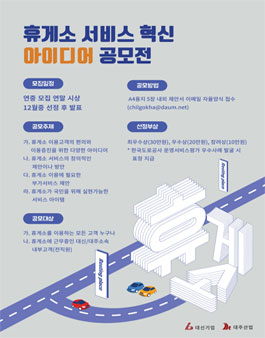 휴게소 서비스 혁신
아이디어 공모전
모집일정
연중 모집 연말 시상
12월중 선정 후 발표
공모방법
A4용지 5장 내외 제안서 이메일 자율양식 접수
(chilgokha@daum.net)
공모주제
가. 휴게소 이용고객의 편의와
이용증진을 위한 다양한 아이디어
나. 휴게소 서비스의 창의적인
제안이나 방안
다. 휴게소 이용에 필요한
부가서비스 제안
라. 휴게소가 국민을 위해 실현가능한
서비스 아이템
선정부상
최우수상(30만원), 우수상(20만원), 장려상(10만원)
* 한국도로공사 운영서비스평가 우수사례 발굴 시
표창 지급
공모대상
가. 휴게소를 이용하는 모든 고객 누구나
나. 휴게소에 근무중인 대신/대주소속
내부고객(전직원)
Resting place
Resting place
휴게소
대신기업
대주산업